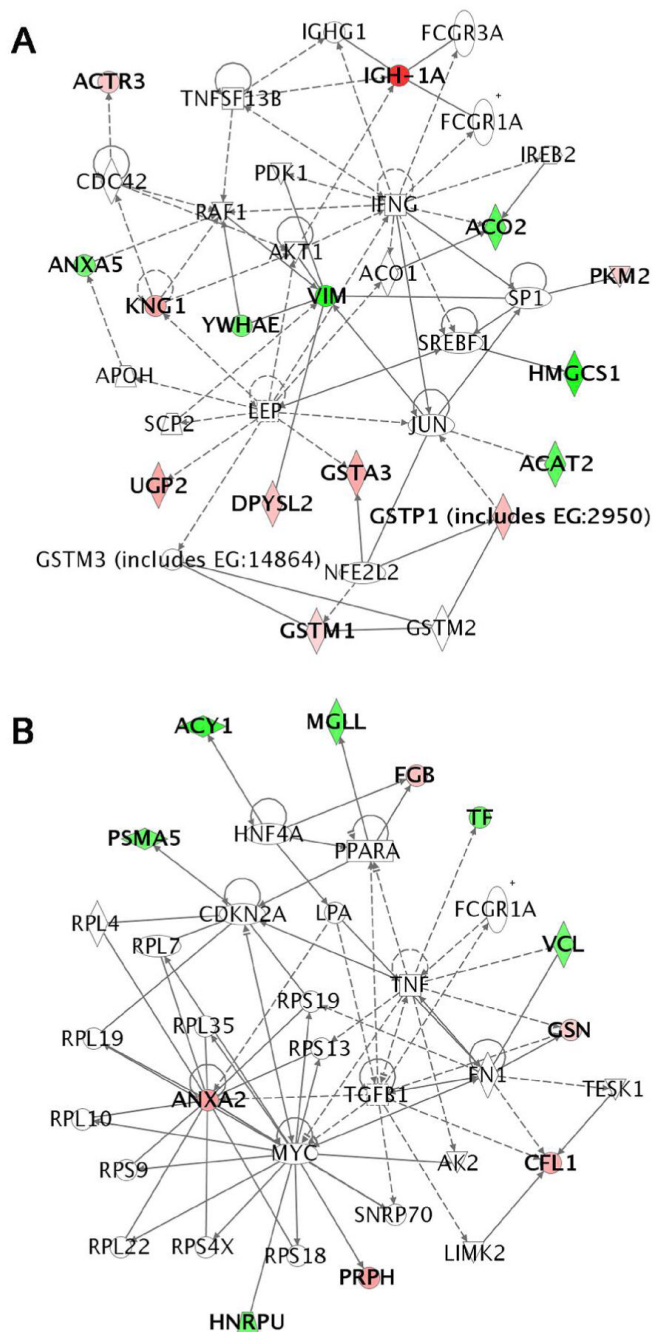 A
IGHG1
FCGR3A
ACTR3
IGH-1A
TNFSF13B
FCGR1A
+
CDC42
PDK1
IREB2
RAF1
IFNG
ACO2
ANXA5
AKT1
ACO1
PKM2
KNG1
VIM
SP1
YWHAE
SREBF1
APOH
HMGCS1
SCP2
LEP
JUN
ACAT2
UGP2
GSTA3
DPYSL2
GSTP1 (includes EG:2950)
GSTM3 (includes EG:14864)
NFE2L2
GSTM1
GSTM2
B
ACY1
MGLL
FGB
TF
PSMA5
HNF4A
PPARA
RPL4
CDKN2A
LPA
FCGR1A
+
RPL7
VCL
TNF
RPS19
RPL35
GSN
RPL19
RPS13
FN1
ANXA2
TGFB1
TESK1
RPL10
MYC
AK2
CFL1
RPS9
SNRP70
RPL22
RPS4X
RPS18
LIMK2
PRPH
HNRPU